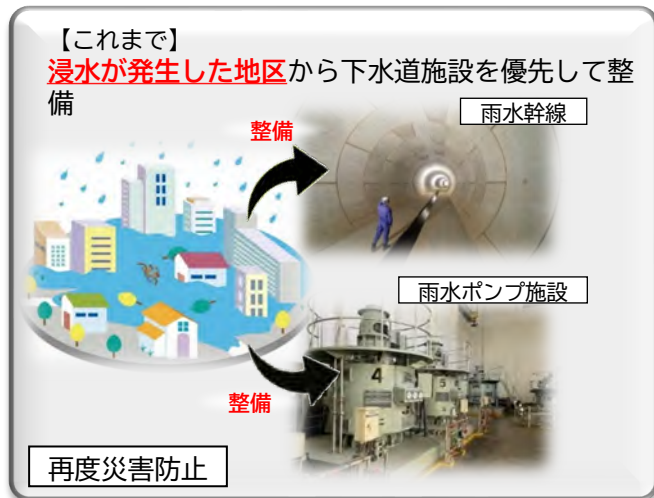 【これまで】
浸水が発生した地区から下水道施設を優先して整
備
雨水幹線
整備
雨水ポンプ施設
4
5
整備
再度災害防止